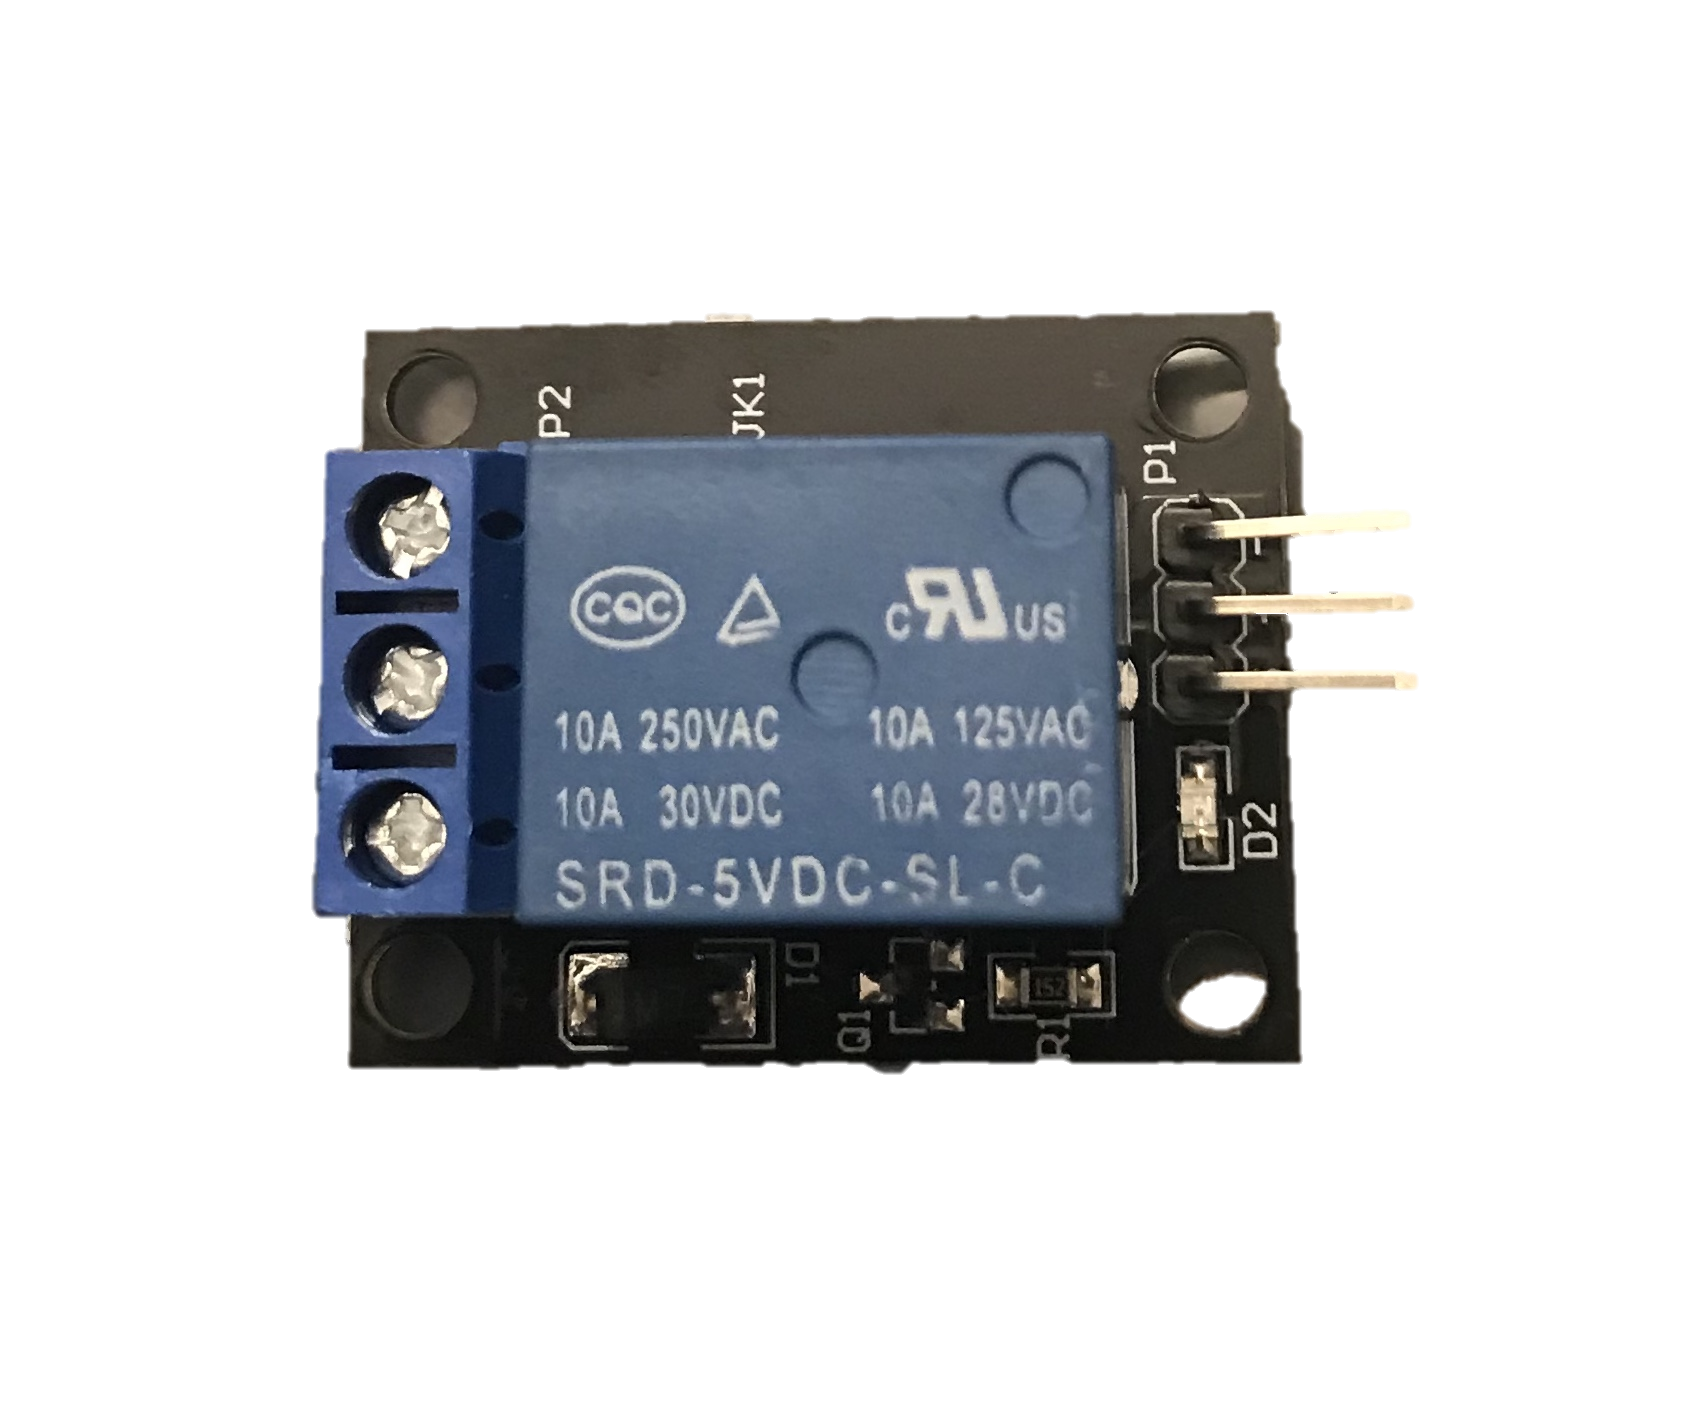 P2
JK1
P1
CQC
C RU US
10A 250VAC 10A 125VAC
10A 30VDC 10A 28VDC
SRD-5VDC-SL-C
D2
D1
Q1
152
R1